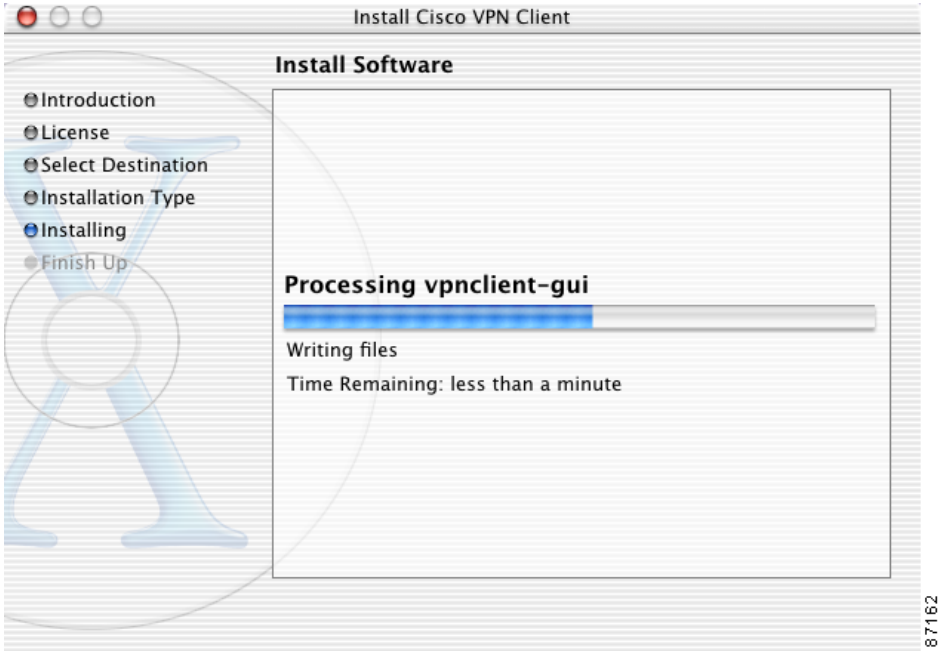 Install Cisco VPN Client
Install Software
Introduction
License
Select Destination
Installation Type
Installing
Finish Up
Processing vpnclient-gui
Writing files
Time Remaining: less than a minute
87162